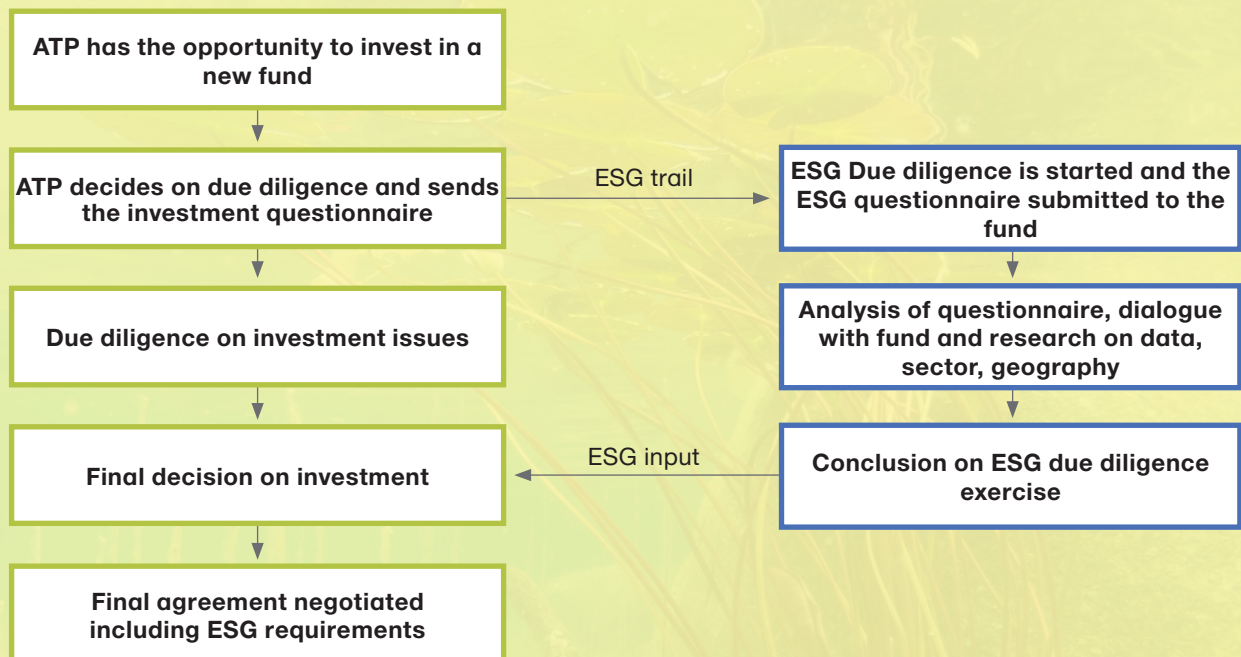 ATP has the opportunity to invest in a
new fund
ATP decides on due diligence and sends
the investment questionnaire
ESG trail
ESG Due diligence is started and the
ESG questionnaire submitted to the
fund
Due diligence on investment issues
Analysis of questionnaire, dialogue
with fund and research on data,
sector, geography
Final decision on investment
ESG input
Conclusion on ESG due diligence
exercise
Final agreement negotiated
including ESG requirements